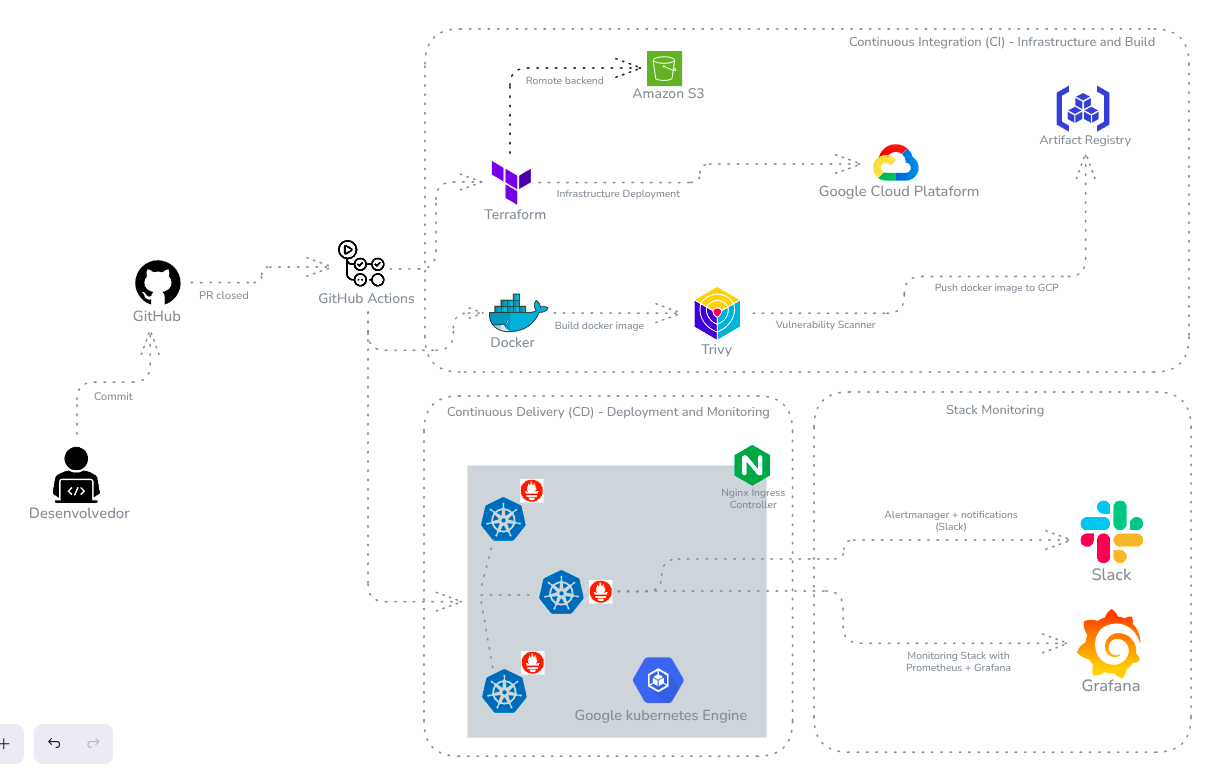 Continuous Integration (CI) - Infrastructure and Build
Romote backend
Amazon S3
Artifact Registry
Terraform
Infrastructure Deployment
Google Cloud Plataform
GitHub
PR closed
GitHub Actions
Docker
Build docker image
Trivy
Vulnerability Scanner
Push docker image to GCP
Commit
Desenvolvedor
</>
Continuous Delivery (CD) - Deployment and Monitoring
N
Nginx Ingress
Controller
Google kubernetes Engine
Stack Monitoring
Alertmanager + notifications
(Slack)
Slack
Monitoring Stack with
Prometheus + Grafana
Grafana